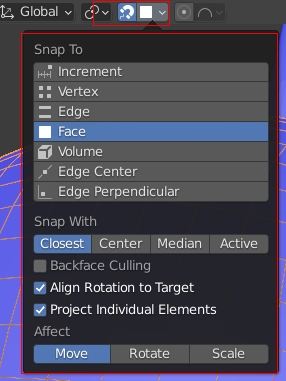 Global
Snap To
Increment
Vertex
Edge
Face
Volume
Edge Center
Edge Perpendicular
Snap With
Closest Center Median Active
Backface Culling
Align Rotation to Target
Project Individual Elements
Affect
Move Rotate Scale